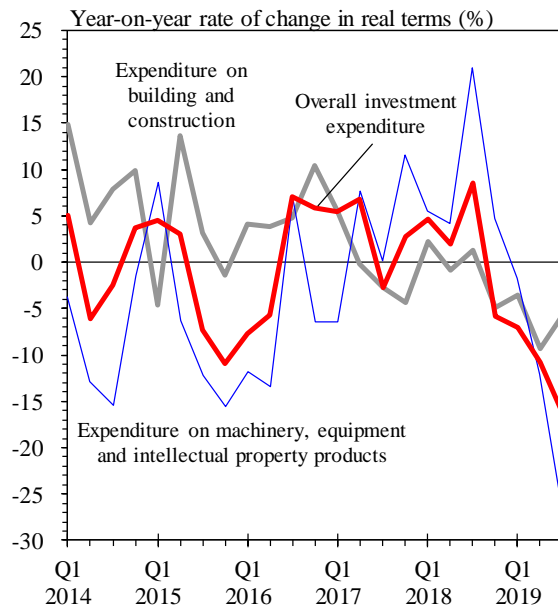 Year-on-year rate of change in real terms (%)
25
20
15
10
5
0
-5
-10
-15
-20
-25
-30
Expenditure on
building and
construction
Overall investment
expenditure
Expenditure on machinery, equipment
and intellectual property products
Q1 Q1 Q1 Q1 Q1 Q1
2014 2015 2016 2017 2018 2019